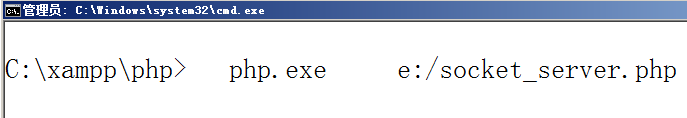 管理员: C:\Windows\system32\cmd.exe
C:\xampp\php> php.exe e:/socket_server.php